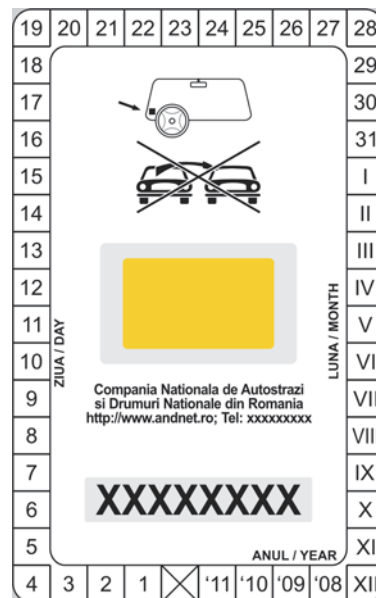 19 20 21 22 23 24 25 26 27 28
18 29
17 30
16 31
15 I
14 II
13 III
12 IV
11 V
10 VI
9 VII
8 VIII
7 IX
6 X
5 XI
4 3 2 1 '11 '10 '09 '08 XII
ZIUA / DAY
LUNA / MONTH
Compania Nationala de Autostrazi
si Drumuri Nationale din Romania
http://www.andnet.ro; Tel: xxxxxxxxx
XXXXXXXX
ANUL / YEAR